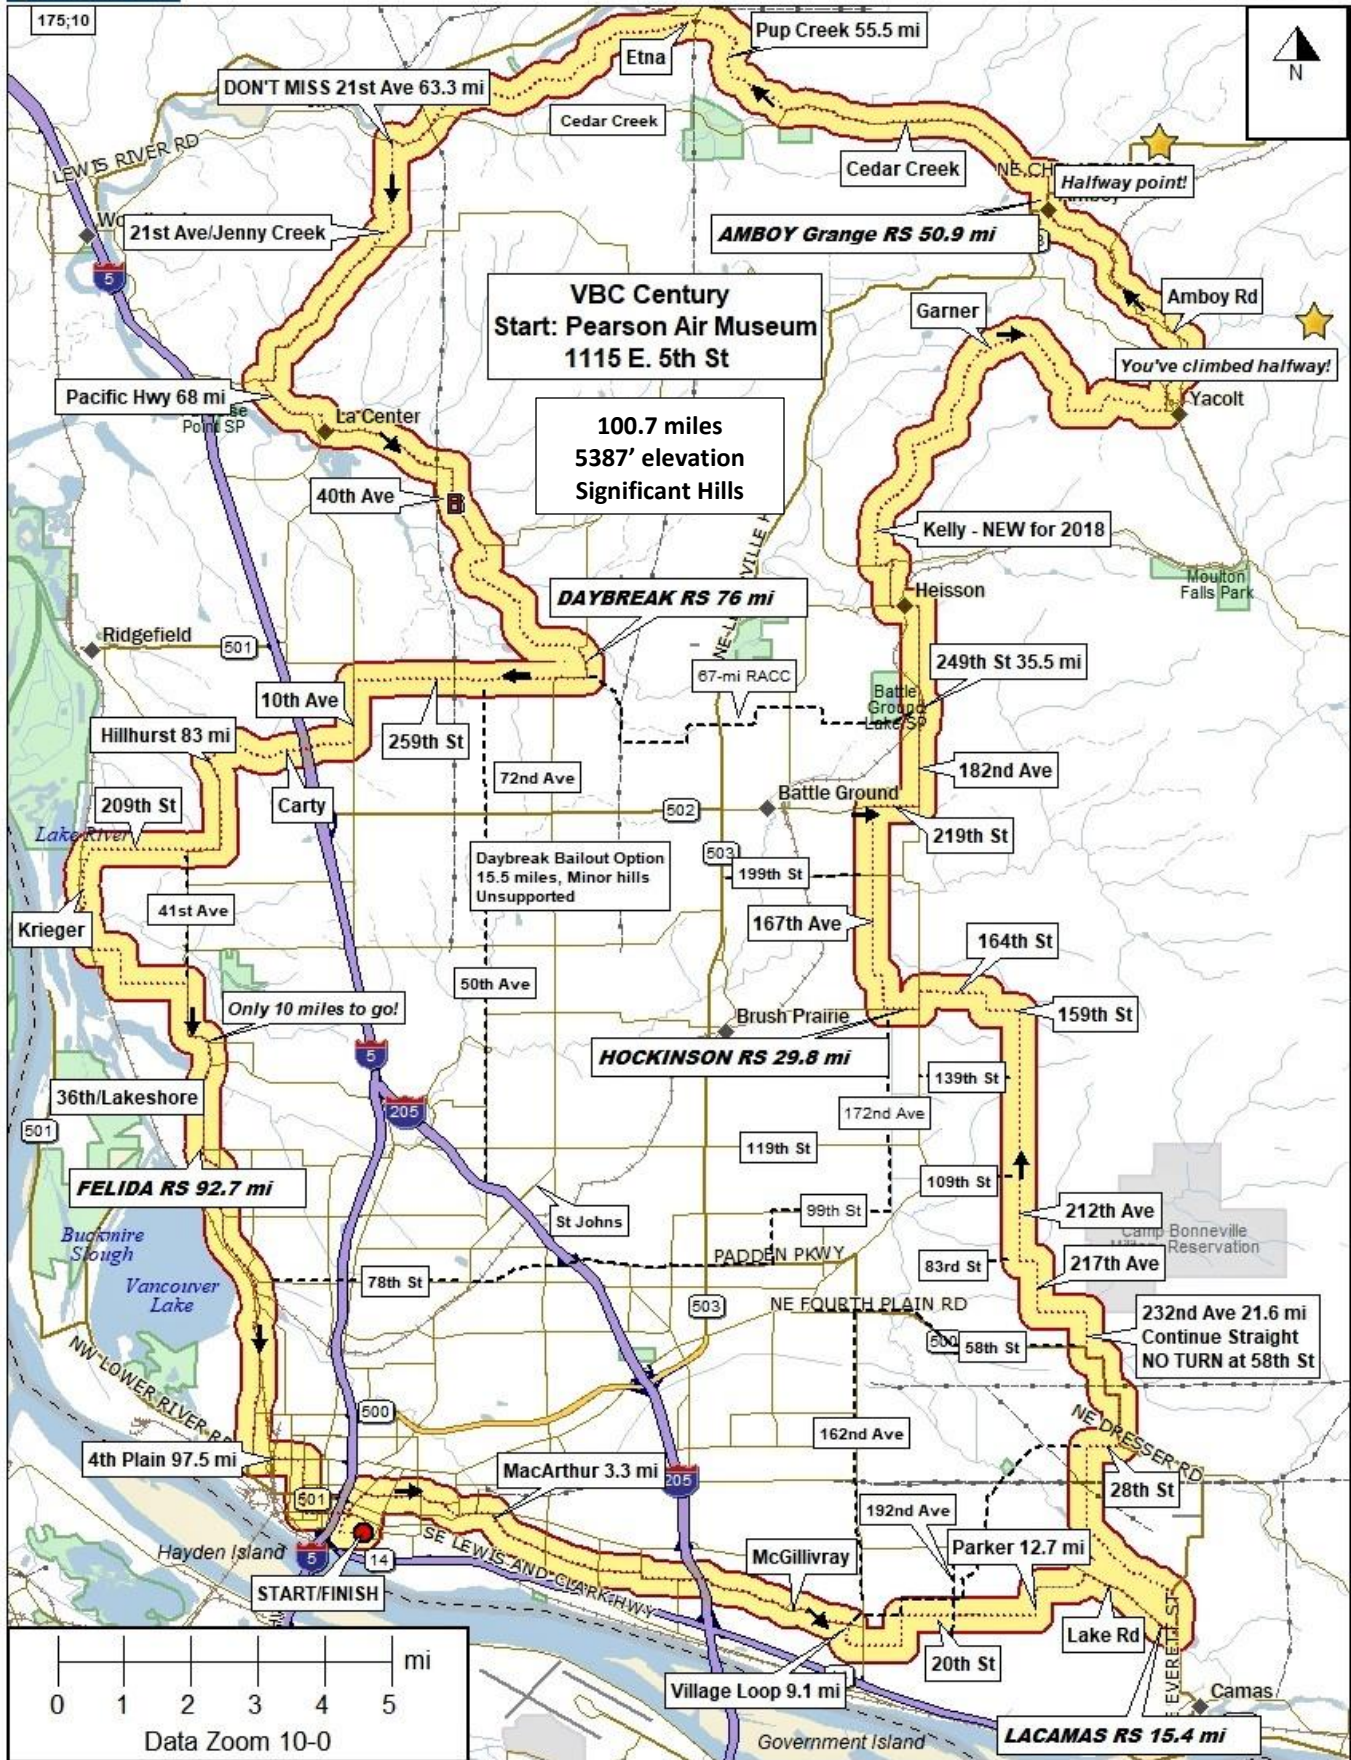 175;10
N
Pup Creek 55.5 mi
Etna
DON'T MISS 21st Ave 63.3 mi
Cedar Creek
Cedar Creek
LEWIS RIVER RD
Halfway point!
AMBOY Grange RS 50.9 mi
21st Ave/Jenny Creek
5
VBC Century
Start: Pearson Air Museum
1115 E. 5th St
Garner
Amboy Rd
You've climbed halfway!
Yacolt
Pacific Hwy 68 mi
Point SP
La Center
100.7 miles
5387' elevation
Significant Hills
40th Ave
B
Kelly - NEW for 2018
Moulton
Falls Park
Heisson
DAYBREAK RS 76 mi
Ridgefield
501
249th St 35.5 mi
67-mi RACC
Battle
Ground
Lake SP
10th Ave
Hillhurst 83 mi
259th St
182nd Ave
72nd Ave
Carty
209th St
Lake River
502
Battle Ground
219th St
Daybreak Bailout Option
15.5 miles, Minor hills
Unsupported
503
199th St
41st Ave
Krieger
167th Ave
164th St
50th Ave
Only 10 miles to go!
159th St
Brush Prairie
HOCKINSON RS 29.8 mi
5
139th St
36th/Lakeshore
205
172nd Ave
501
119th St
FELIDA RS 92.7 mi
109th St
212th Ave
99th St
St Johns
Camp Bonneville
Reservation
Buckmire
Slough
PADDEN PKWY
83rd St
217th Ave
Vancouver
Lake
78th St
503
NE FOURTH PLAIN RD
232nd Ave 21.6 mi
Continue Straight
NO TURN at 58th St
500
58th St
NW LOWER RIVER RD
500
162nd Ave
NE DRESSER RD
4th Plain 97.5 mi
MacArthur 3.3 mi
205
28th St
501
192nd Ave
SE LEWIS AND CLARK HWY
Hayden Island
5
14
McGillivray
Parker 12.7 mi
START/FINISH
Lake Rd
EVERETT ST
20th St
mi
0 1 2 3 4 5
Data Zoom 10-0
Village Loop 9.1 mi
Camas
LACAMAS RS 15.4 mi
Government Island